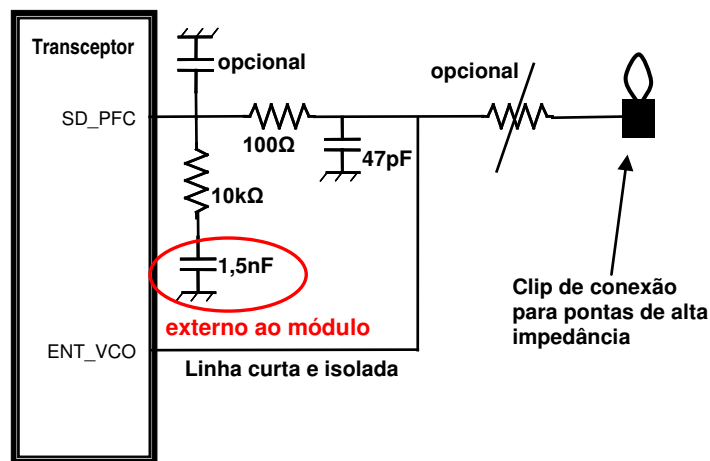 Transceptor
opcional
opcional
SD_PFC
100Ω
47pF
10kΩ
1,5nF
externo ao módulo
Clip de conexão
para pontas de alta
impedância
ENT_VCO
Linha curta e isolada